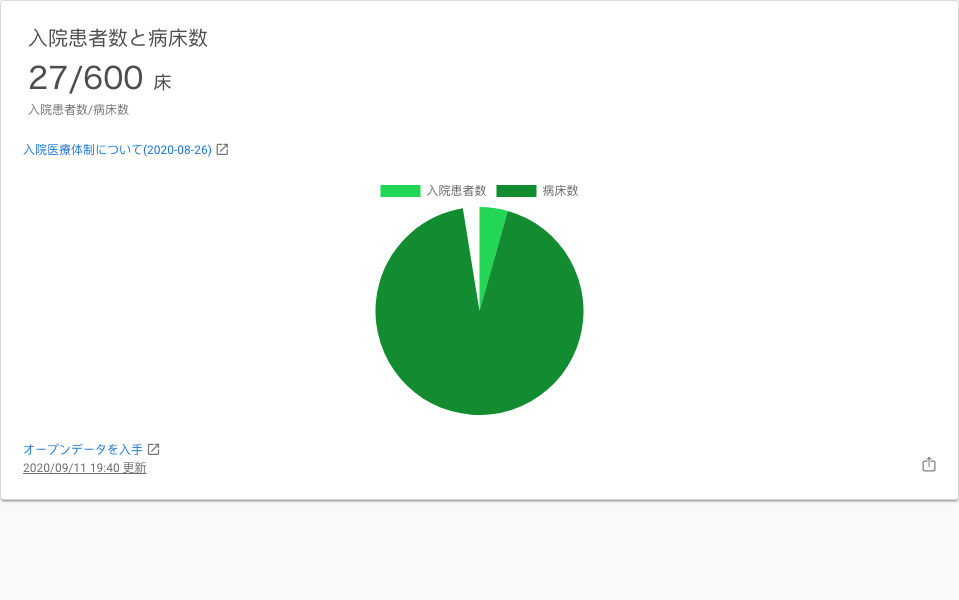 入院患者数と病床数
27/600 床
入院患者数/病床数
入院医療体制について(2020-08-26)
入院患者数 病床数
オープンデータを入手
2020/09/11 19:40 更新